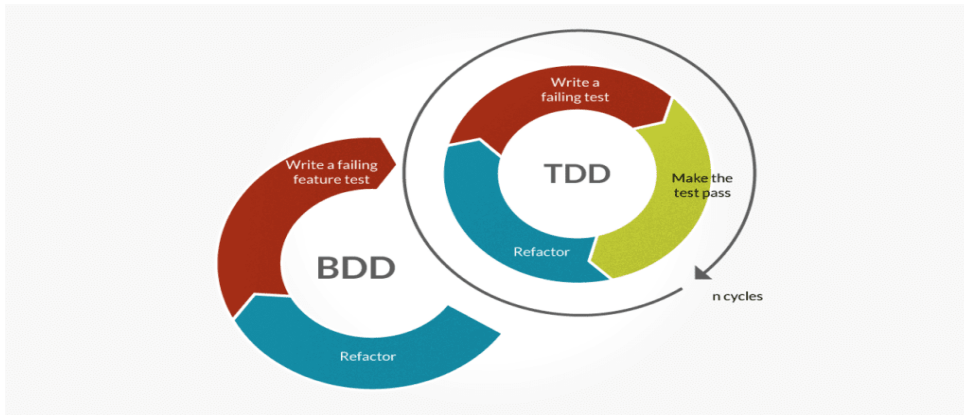 Write a
failing test
TDD
Make the
test pass
Refactor
n cycles
Write a failing
feature test
BDD
Refactor